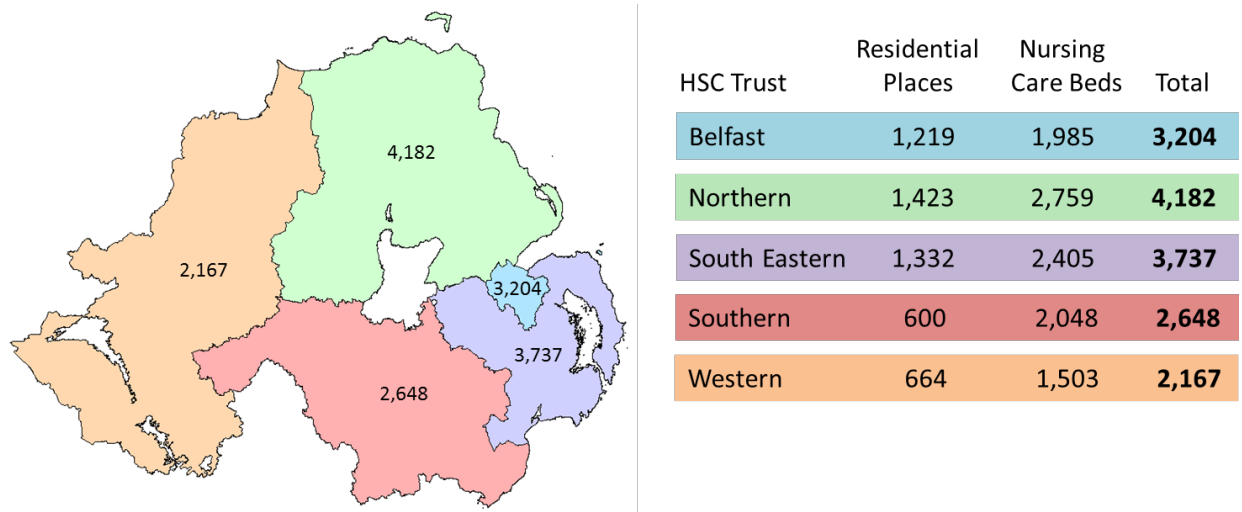 4,182
2,167
3,204
3,737
2,648
HSC Trust Residential Places Nursing Care Beds Total
Belfast 1,219 1,985 3,204
Northern 1,423 2,759 4,182
South Eastern 1,332 2,405 3,737
Southern 600 2,048 2,648
Western 664 1,503 2,167